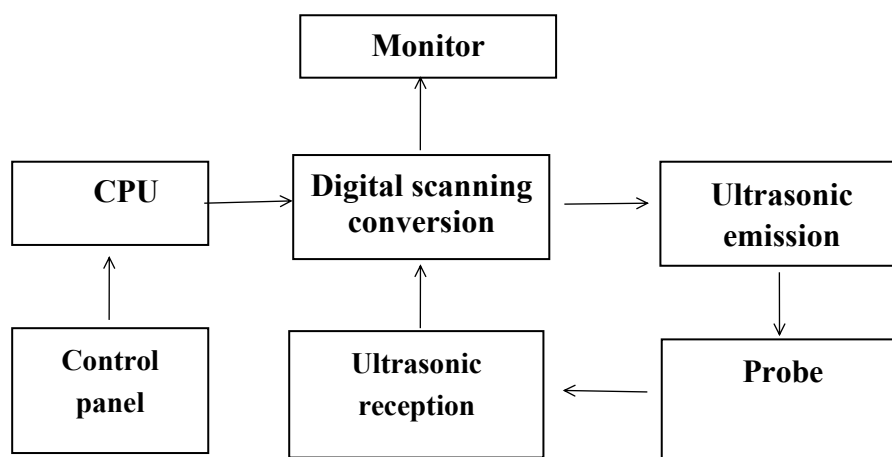 Monitor
CPU
Digital scanning
conversion
Ultrasonic
emission
Control
panel
Ultrasonic
reception
Probe